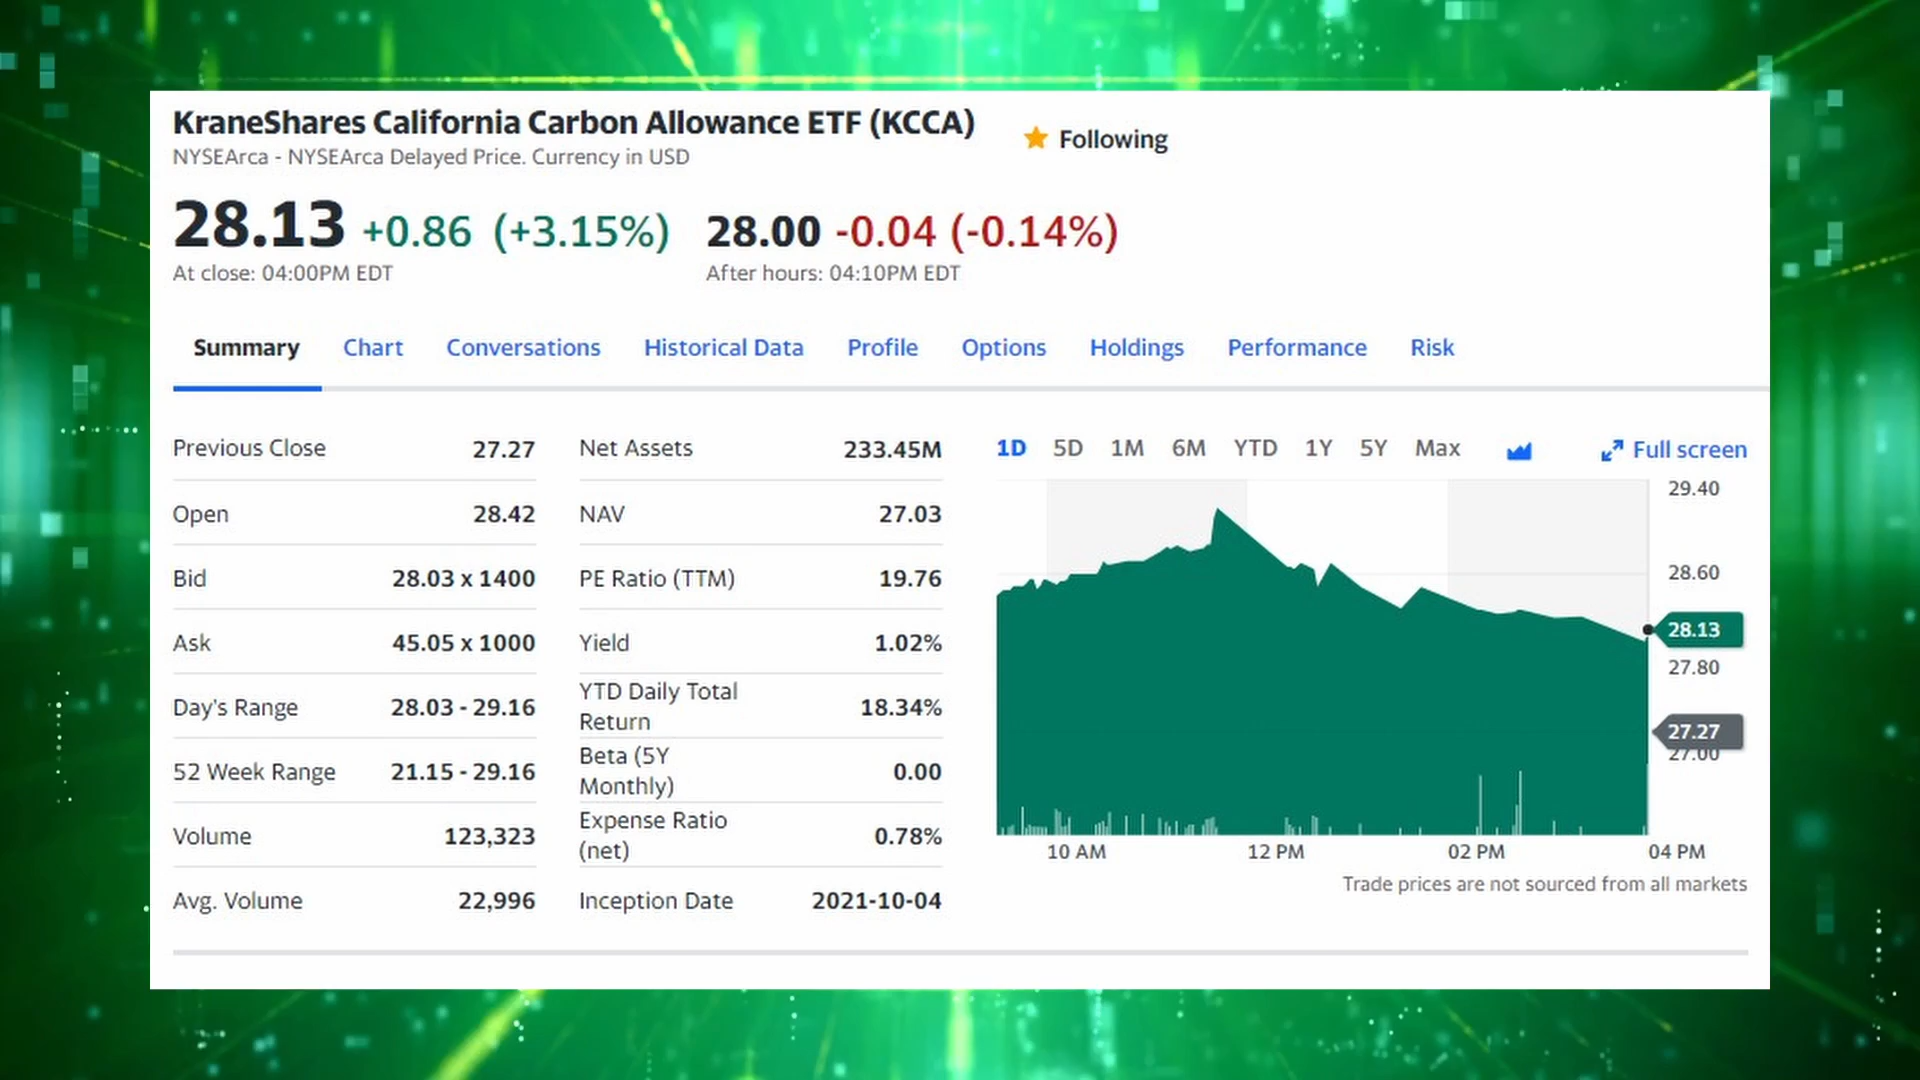 KraneShares California Carbon Allowance ETF (KCCA)
Following
NYSEArca - NYSEArca Delayed Price. Currency in USD
28.13 +0.86 (+3.15%) 28.00 -0.04 (-0.14%)
At close: 04:00PM EDT After hours: 04:10PM EDT
Summary Chart Conversations Historical Data Profile Options Holdings Performance Risk
Previous Close 27.27
Open 28.42
Bid 28.03 x 1400
Ask 45.05 x 1000
Day's Range 28.03 - 29.16
52 Week Range 21.15 - 29.16
Volume 123,323
Avg. Volume 22,996
Net Assets 233.45M
NAV 27.03
PE Ratio (TTM) 19.76
Yield 1.02%
YTD Daily Total
Return 18.34%
Beta (5Y
Monthly) 0.00
Expense Ratio
(net) 0.78%
Inception Date 2021-10-04
1D 5D 1M 6M YTD 1Y 5Y Max Full screen
29.40
28.60
28.13
27.80
27.27
27.00
10 AM 12 PM 02 PM 04 PM
Trade prices are not sourced from all markets